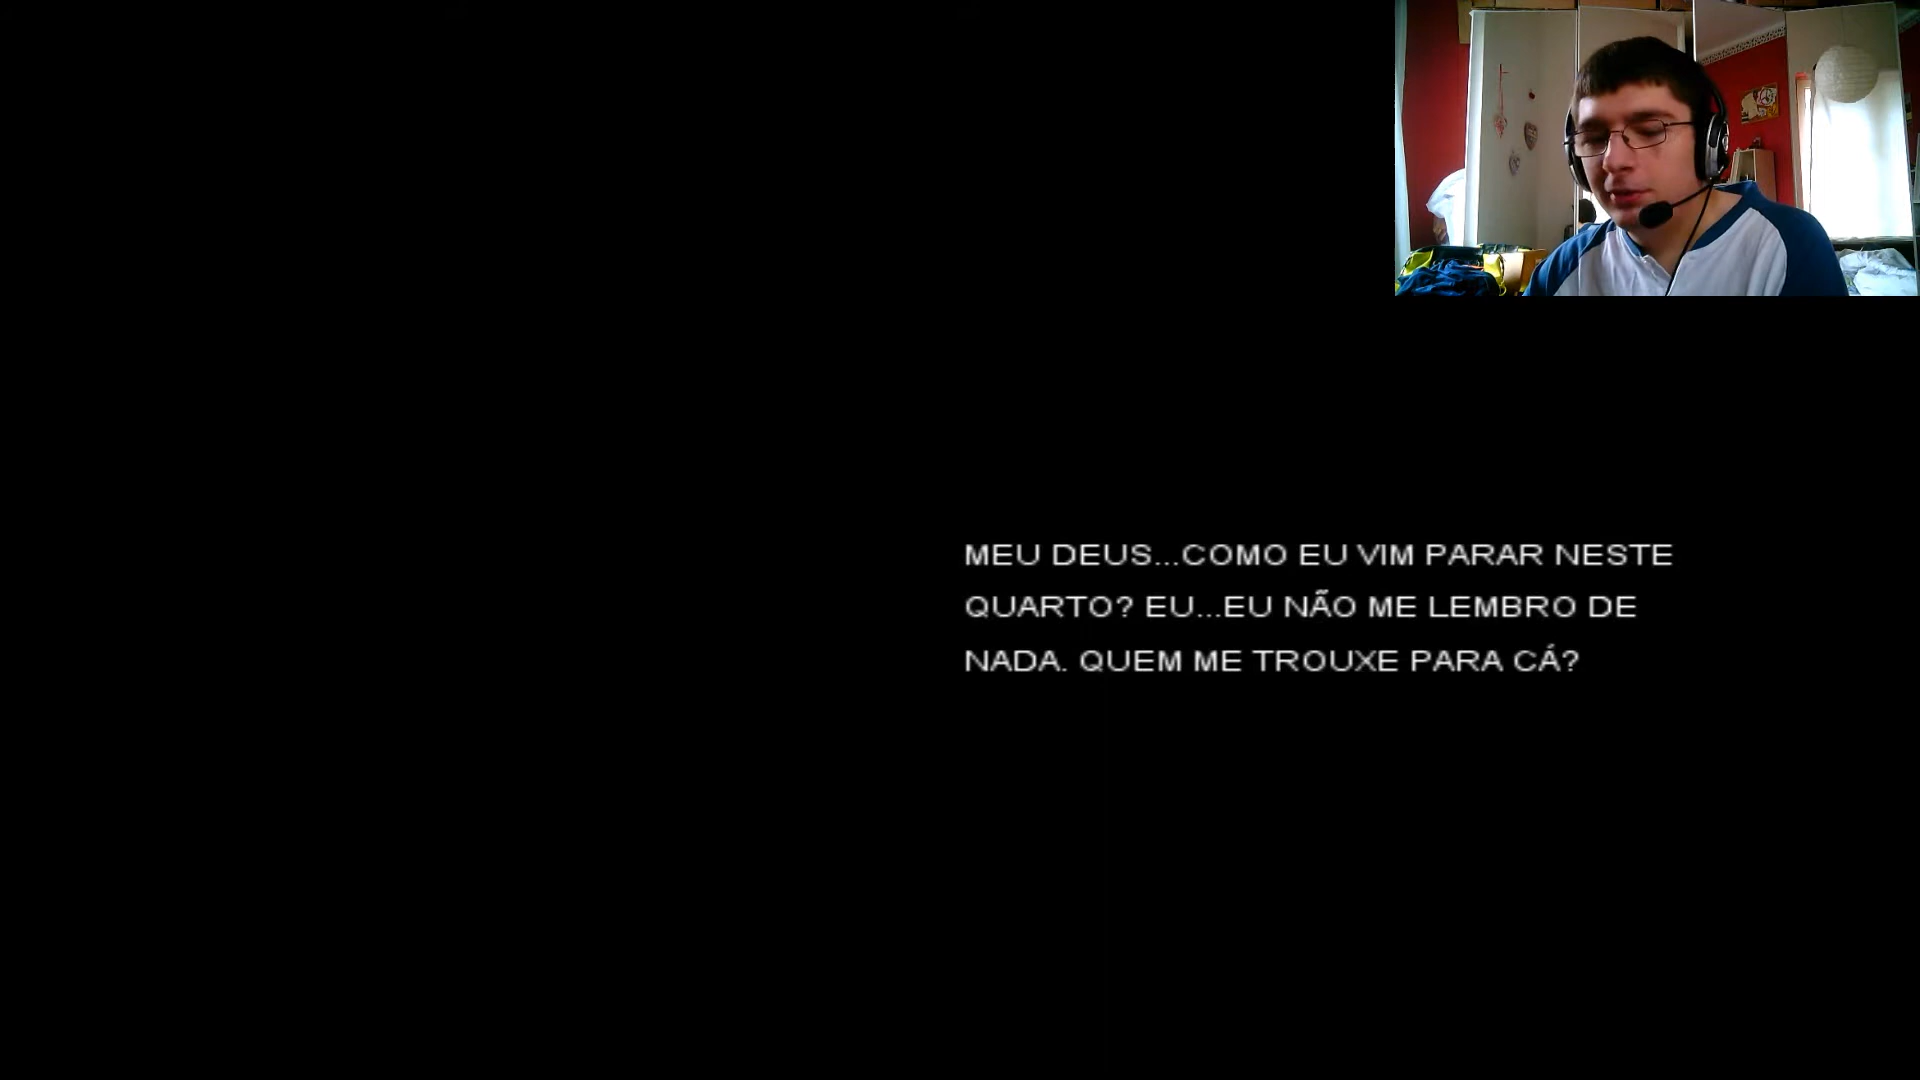 MEU DEUS...COMO EU VIM PARAR NESTE
QUARTO? EU...EU NÃO ME LEMBRO DE
NADA. QUEM ME TROUXE PARA CÁ?